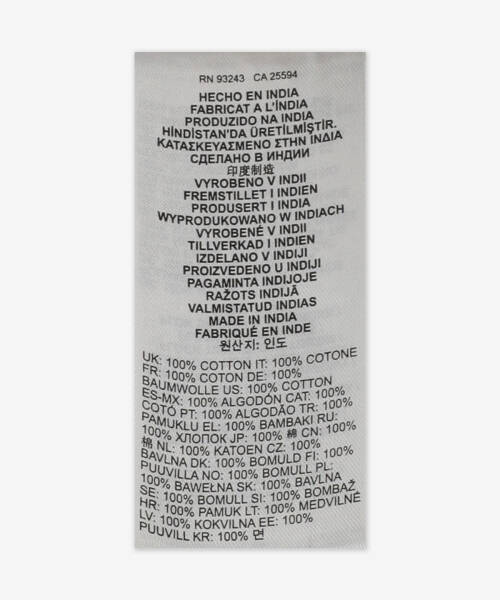 RN 93243 CA 25594
HECHO EN INDIA
FABRICAT A L'ÍNDIA
PRODUZIDO NA INDIA
HİNDİSTAN'DA ÜRETİLMİŞTİR.
ΚΑΤΑΣΚΕΥΑΣΜΕΝΟ ΣΤΗΝ ΙΝΔΙΑ
СДЕЛАНО В ИНДИИ
印度制造
VYROBENO V INDII
FREMSTILLET I INDIEN
PRODUSERT I INDIA
WYPRODUKOWANO W INDIACH
VYROBENÉ V INDII
TILLVERKAD I INDIEN
IZDELANO V INDIJI
PROIZVEDENO U INDIJI
PAGAMINTA INDIJOJE
RAŽOTS INDIJĀ
VALMISTATUD INDIAS
MADE IN INDIA
FABRIQUÉ EN INDE
원산지: 인도
UK: 100% COTTON IT: 100% COTONE
FR: 100% COTON DE: 100%
BAUMWOLLE US: 100% COTTON
ES-MX: 100% ALGODÓN CAT: 100%
COTÓ PT: 100% ALGODÃO TR: 100%
PAMUKLU EL: 100% ΒΑΜΒΑΚΙ RU:
100% ХЛОПОК JP: 100% 綿 CN: 100%
棉 NL: 100% KATOEN CZ: 100%
BAVLNA DK: 100% BOMULD FI: 100%
PUUVILLA NO: 100% BOMULL PL:
100% BAWEŁNA SK: 100% BAVLNA
SE: 100% BOMULL SI: 100% BOMBAŽ
HR: 100% PAMUK LT: 100% MEDVILNĖ
LV: 100% KOKVILNA EE: 100%
PUUVILL KR: 100% 면